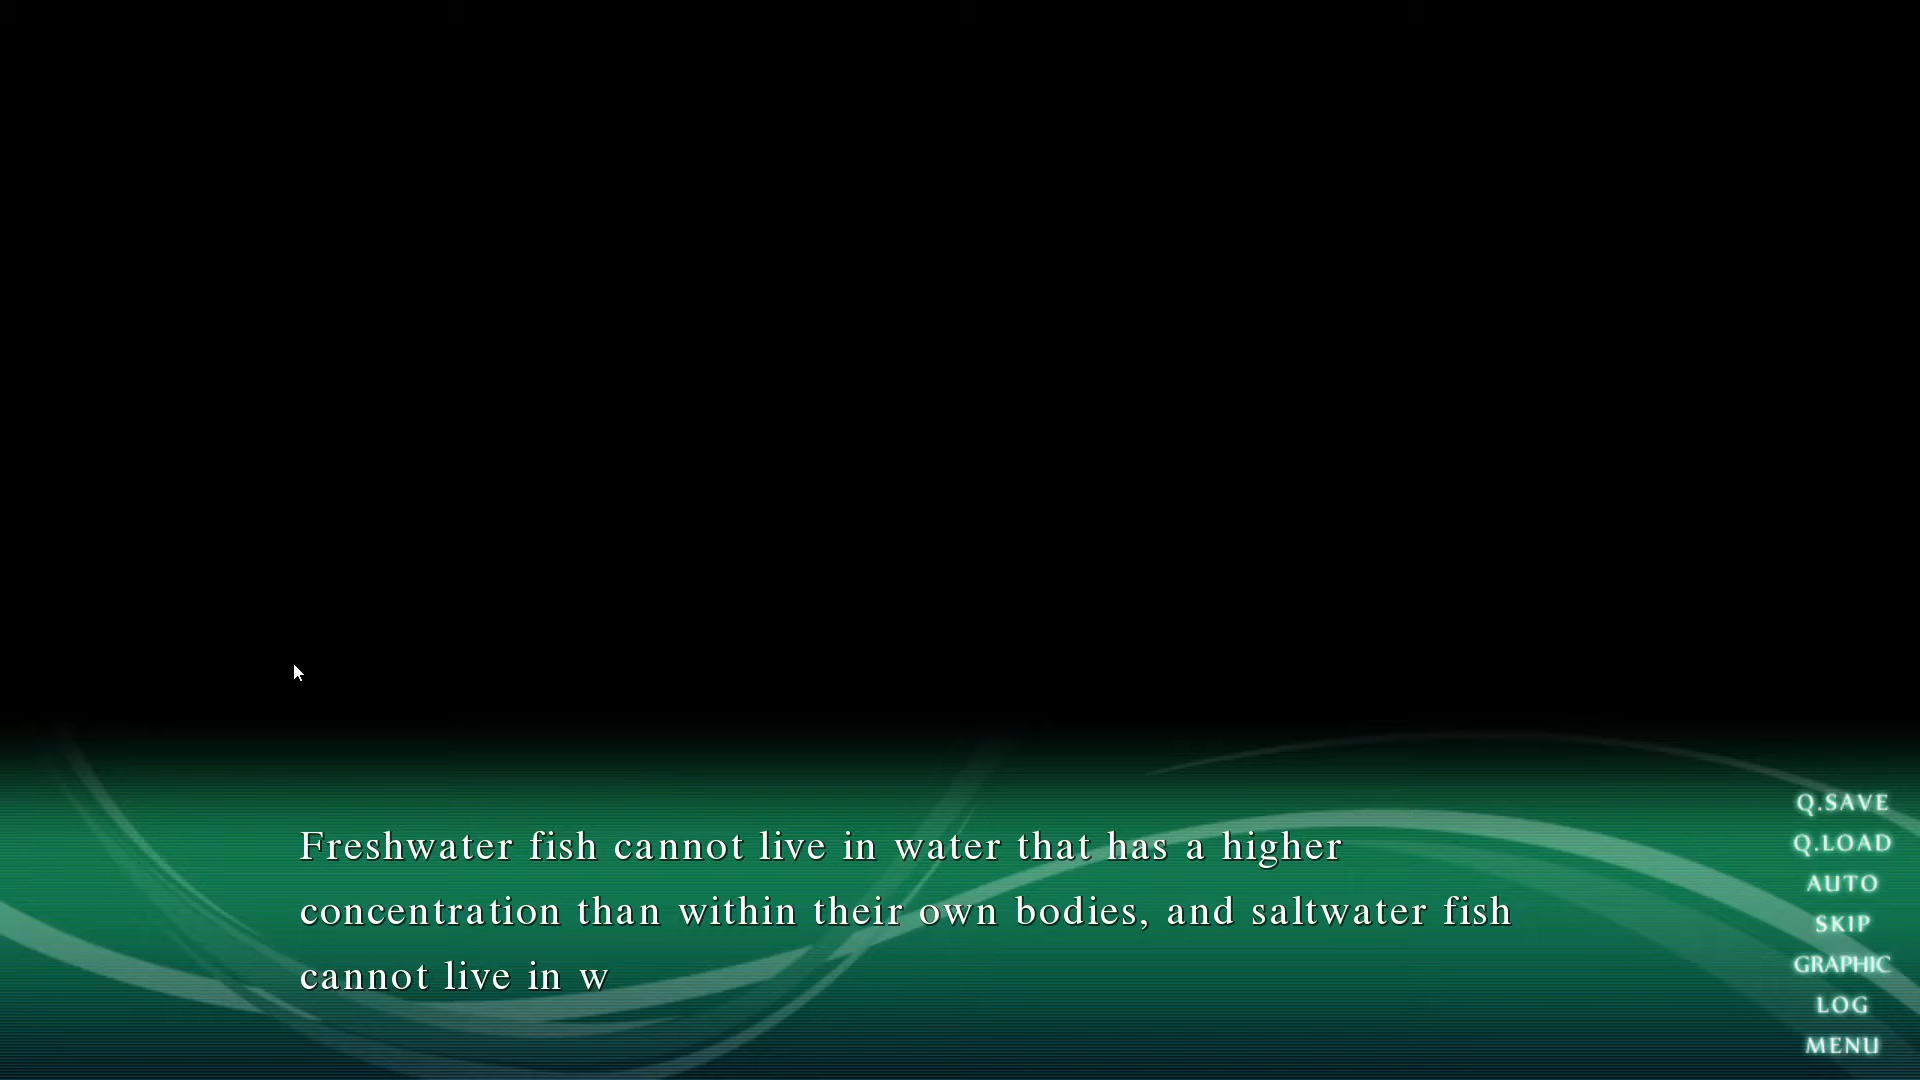 Freshwater fish cannot live in water that has a higher
concentration than within their own bodies, and saltwater fish
cannot live in w
Q.SAVE
Q.LOAD
AUTO
SKIP
GRAPHIC
LOG
MENU